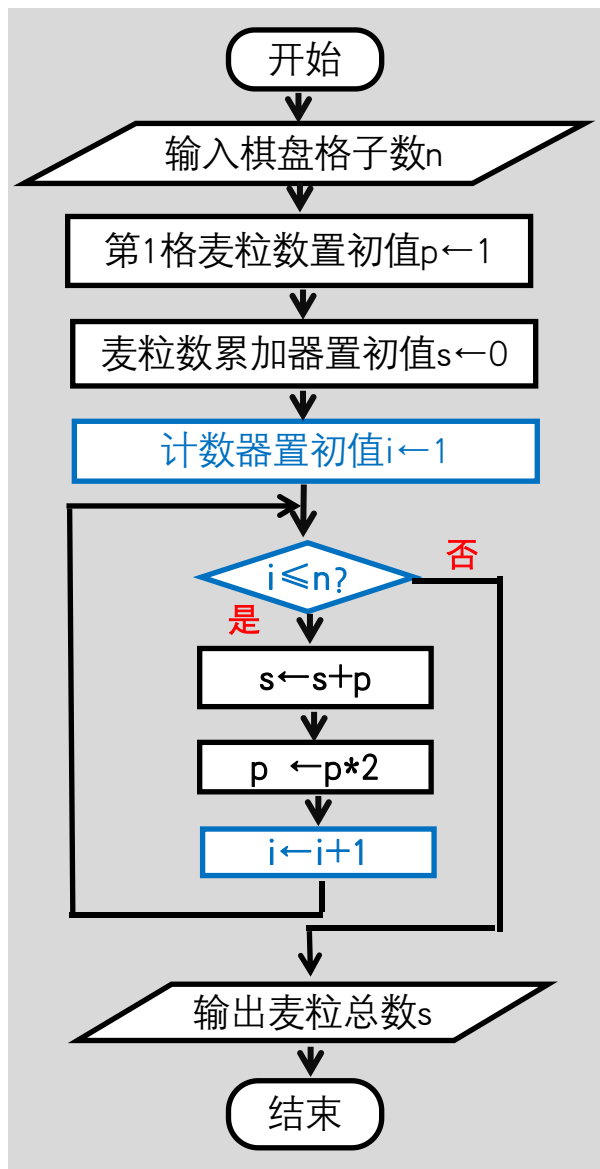 开始
输入棋盘格子数n
第1格麦粒数置初值p←1
麦粒数累加器置初值s←0
计数器置初值i←1
i≤n?
否
是
s←s+p
p ←p*2
i←i+1
输出麦粒总数s
结束